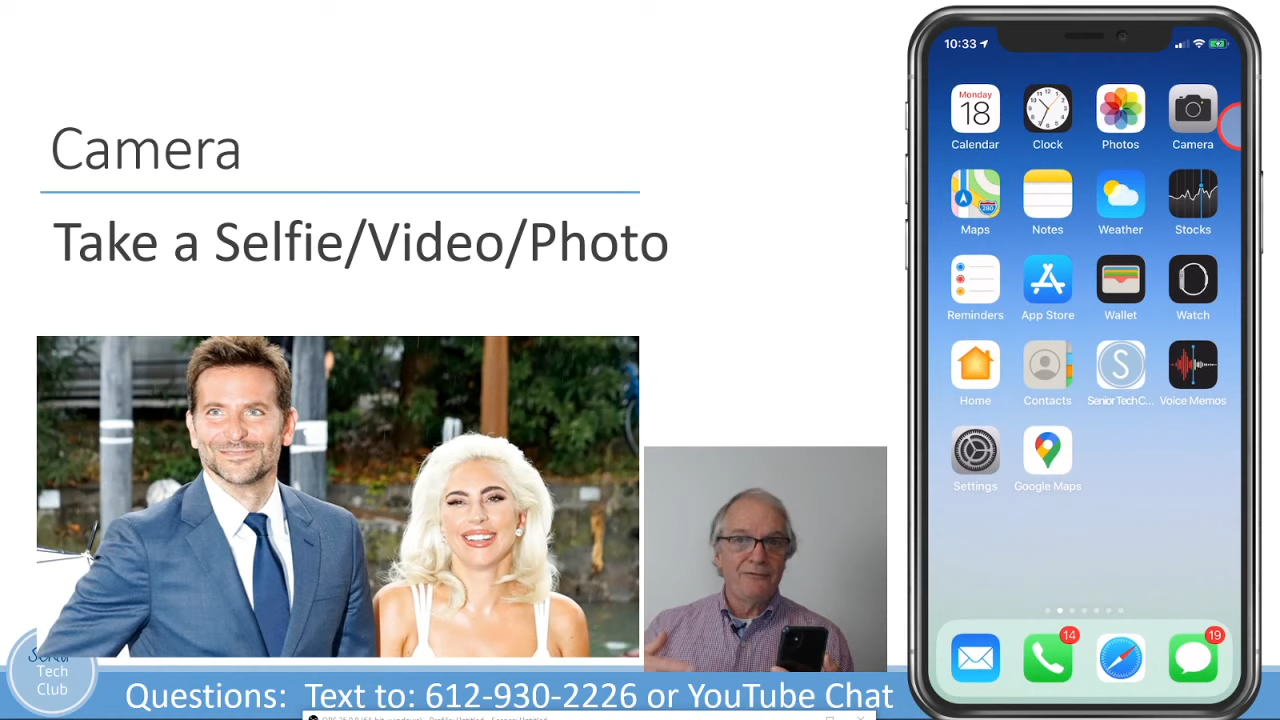 Camera
Take a Selfie/Video/Photo
Tech
Club
Questions: Text to: 612-930-2226 or YouTube Chat
10:33
Monday
18
Calendar
Clock
Photos
Camera
280
Maps
Notes
Weather
Stocks
Reminders
App Store
Wallet
Watch
S
Home
Contacts
Senior Tech C...
Voice Memos
Settings
Google Maps
14
19